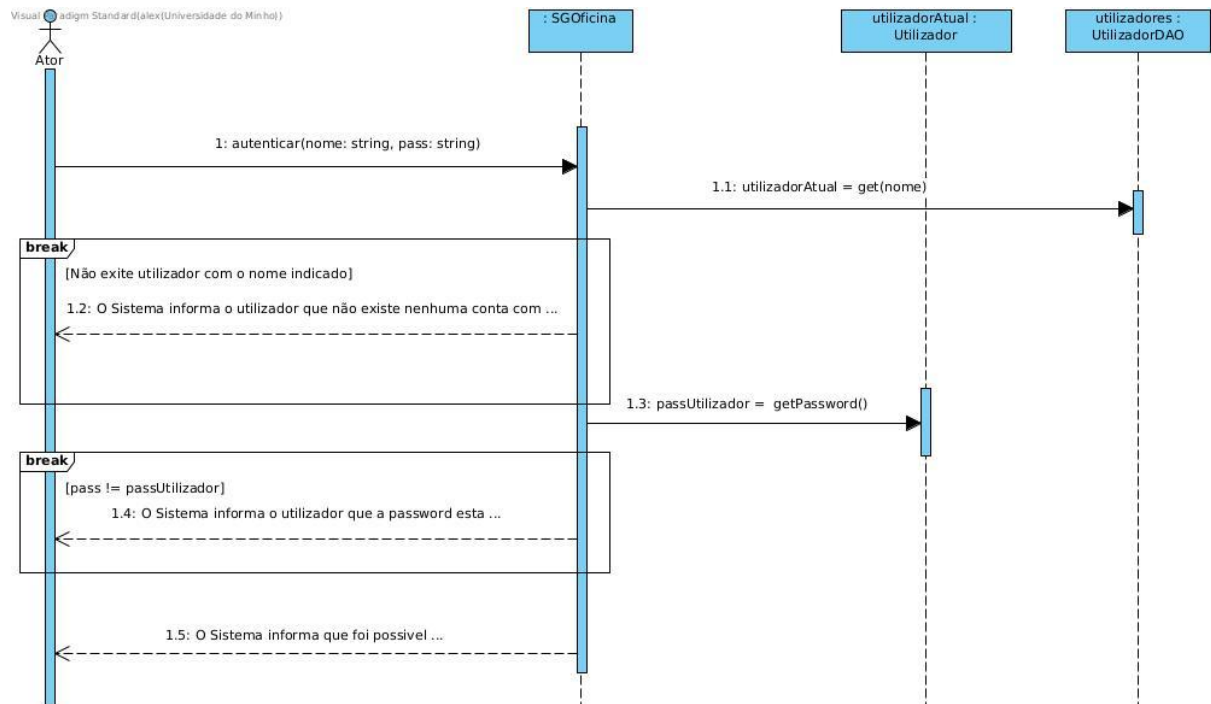 Visual Paradigm Standard(alex(Universidade do Minho))
Ator
: SGOficina
utilizadorAtual :
Utilizador
utilizadores :
UtilizadorDAO
1: autenticar(nome: string, pass: string)
1.1: utilizadorAtual = get(nome)
break
[Não exite utilizador com o nome indicado]
1.2: O Sistema informa o utilizador que não existe nenhuma conta com ...
1.3: passUtilizador = getPassword()
break
[pass != passUtilizador]
1.4: O Sistema informa o utilizador que a password esta ...
1.5: O Sistema informa que foi possivel ...